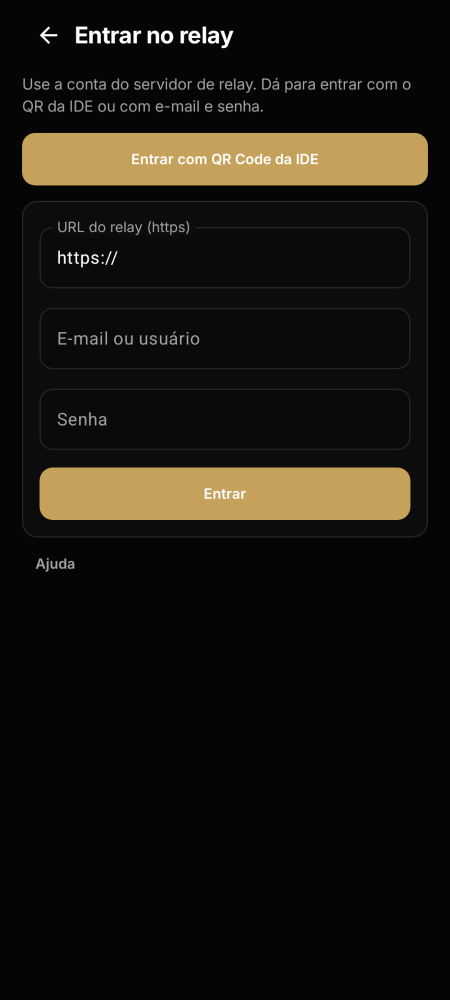 Entrar no relay
Use a conta do servidor de relay. Dá para entrar com o
QR da IDE ou com e-mail e senha.
Entrar com QR Code da IDE
URL do relay (https)
https://
E-mail ou usuário
Senha
Entrar
Ajuda